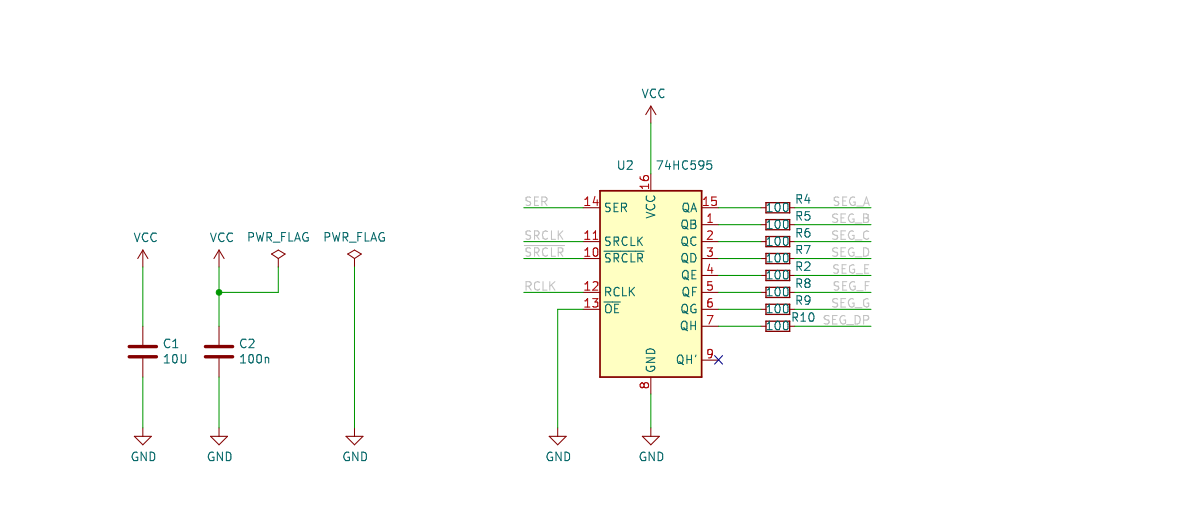 VCC
U2 74HC595
16
VCC
SER 14 SER QA 15 100 R4 SEG_A
QB 1 100 R5 SEG_B
SRCLK 11 SRCLK QC 2 100 R6 SEG_C
SRCLR 10 SRCLR QD 3 100 R7 SEG_D
QE 4 100 R2 SEG_E
RCLK 12 RCLK QF 5 100 R8 SEG_F
13 OE QG 6 100 R9 SEG_G
QH 7 100 R10 SEG_DP
QH' 9
GND
8
VCC VCC PWR_FLAG PWR_FLAG
C1 C2
10U 100n
GND GND GND GND GND